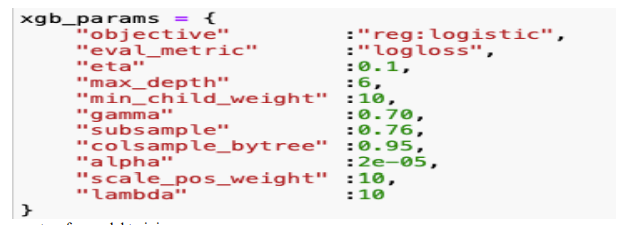 xgb_params = {
"objective" :"reg:logistic",
"eval_metric" :"logloss",
"eta" :0.1,
"max_depth" :6,
"min_child_weight" :10,
"gamma" :0.70,
"subsample" :0.76,
"colsample_bytree" :0.95,
"alpha" :2e-05,
"scale_pos_weight" :10,
"lambda" :10
}